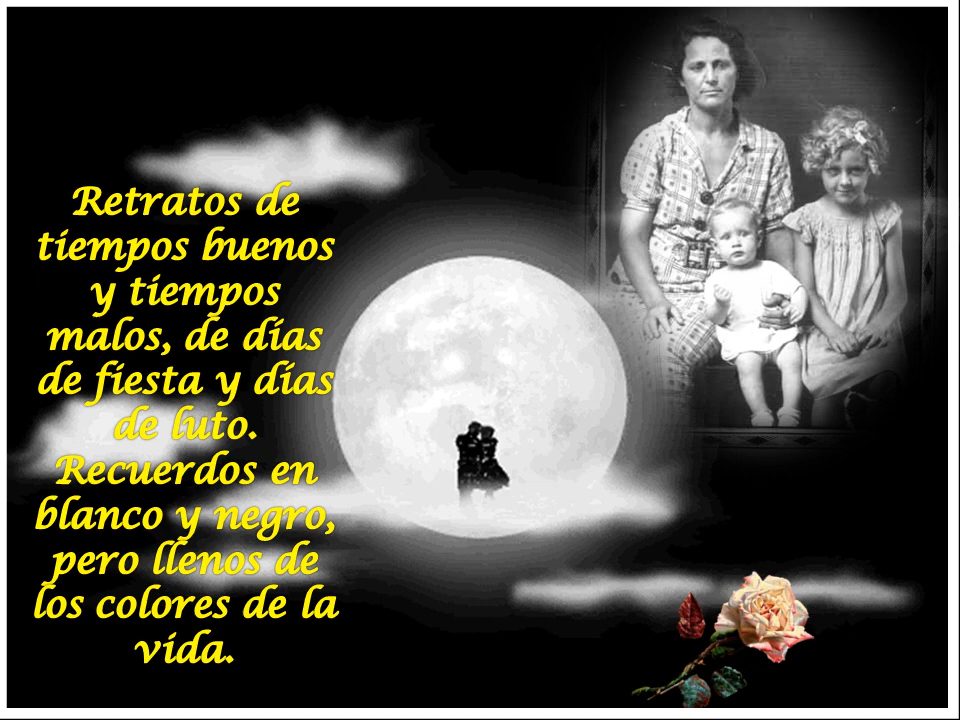 Retratos de
tiempos buenos
y tiempos
malos, de días
de fiesta y días
de luto.
Recuerdos en
blanco y negro,
pero llenos de
los colores de la
vida.